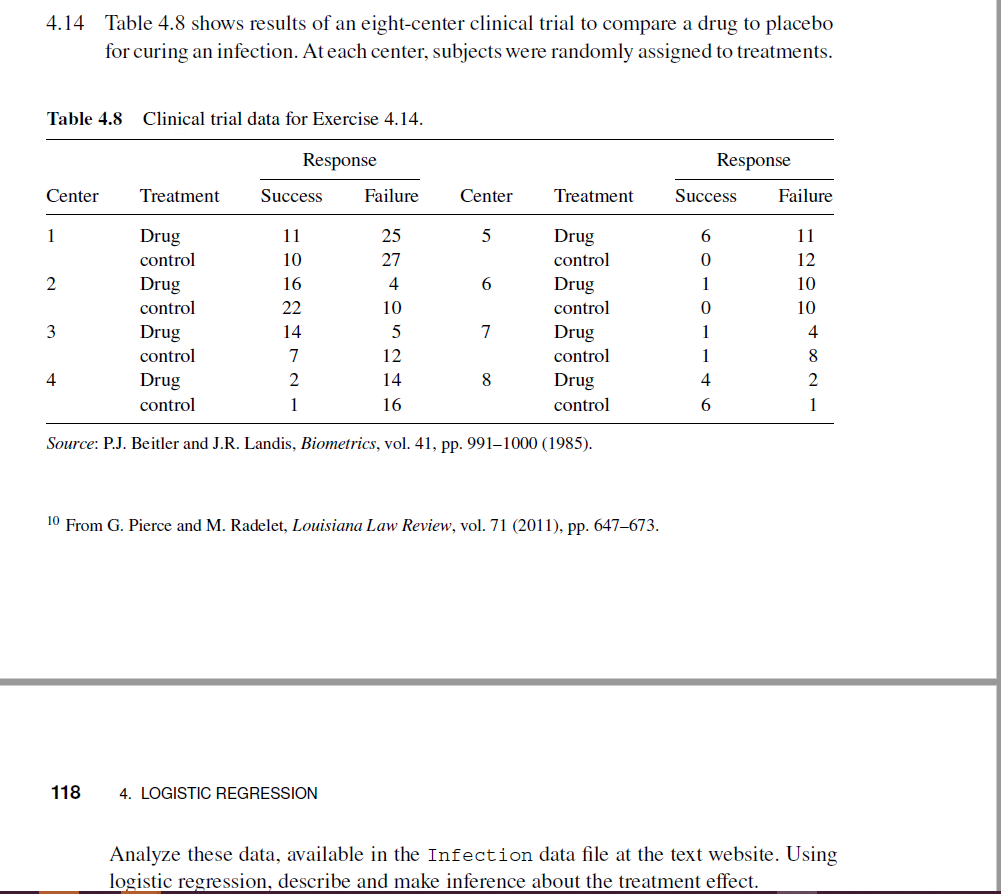 4.14 Table 4.8 shows results of an eight-center clinical trial to compare a drug to placebo
for curing an infection. At each center, subjects were randomly assigned to treatments.
Table 4.8 Clinical trial data for Exercise 4.14.
Response Response
Center Treatment Success Failure Center Treatment Success Failure
1 Drug 11 25 5 Drug 6 11
control 10 27 control 0 12
2 Drug 16 4 6 Drug 1 10
control 22 10 control 0 10
3 Drug 14 5 7 Drug 1 4
control 7 12 control 1 8
4 Drug 2 14 8 Drug 4 2
control 1 16 control 6 1
Source: P.J. Beitler and J.R. Landis, Biometrics, vol. 41, pp. 991–1000 (1985).
10 From G. Pierce and M. Radelet, Louisiana Law Review, vol. 71 (2011), pp. 647–673.
118 4. LOGISTIC REGRESSION
Analyze these data, available in the Infection data file at the text website. Using
logistic regression, describe and make inference about the treatment effect.